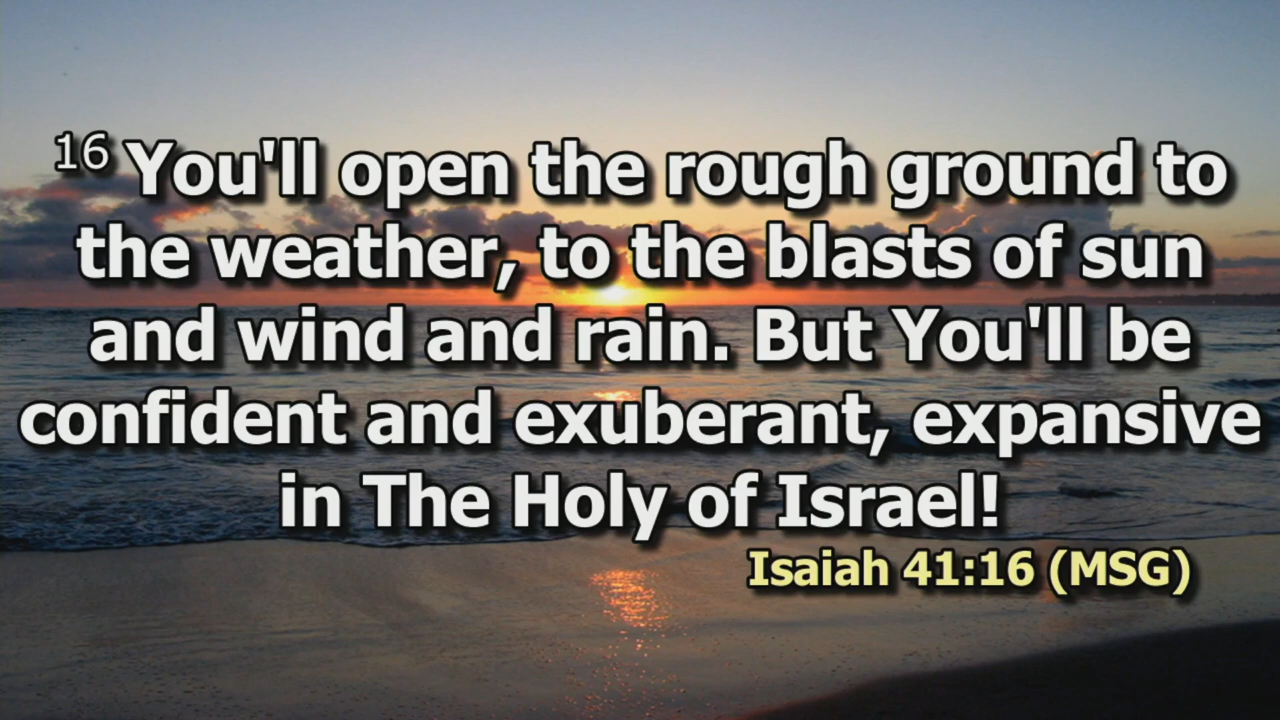 16 You'll open the rough ground to
the weather, to the blasts of sun
and wind and rain. But You'll be
confident and exuberant, expansive
in The Holy of Israel!
Isaiah 41:16 (MSG)